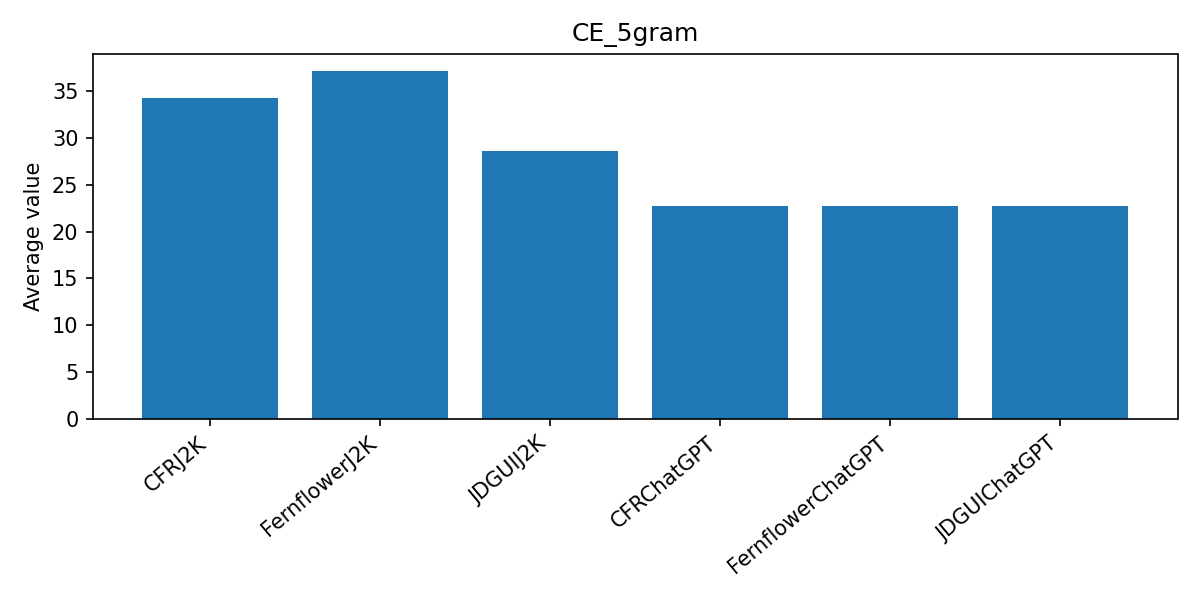 CE_5gram
Average value
35
30
25
20
15
10
5
0
CFRJ2K
FernflowerJ2K
JDGUIJ2K
CFRChatGPT
FernflowerChatGPT
JDGUIChatGPT